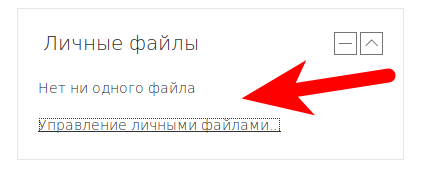 Личные файлы
Нет ни одного файла
Управление личными файлами...